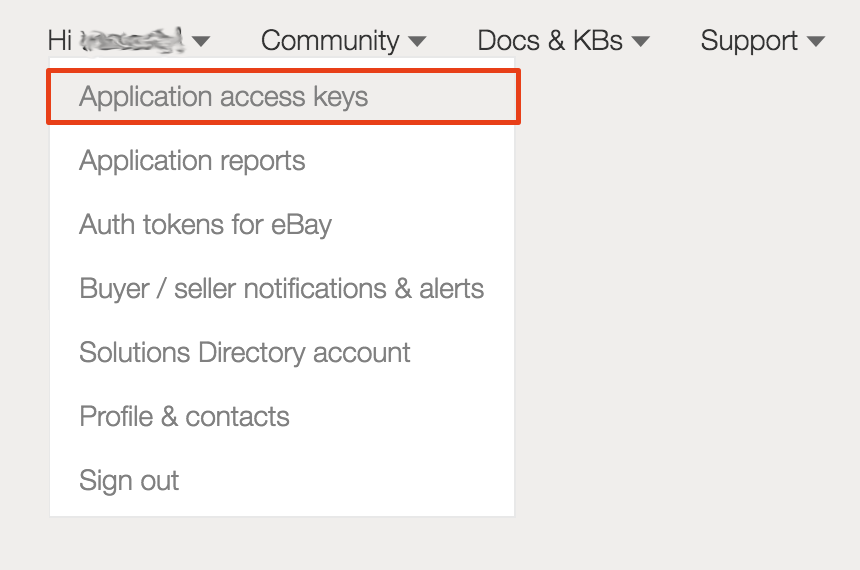 Hi Community Docs & KBs Support
Application access keys
Application reports
Auth tokens for eBay
Buyer / seller notifications & alerts
Solutions Directory account
Profile & contacts
Sign out